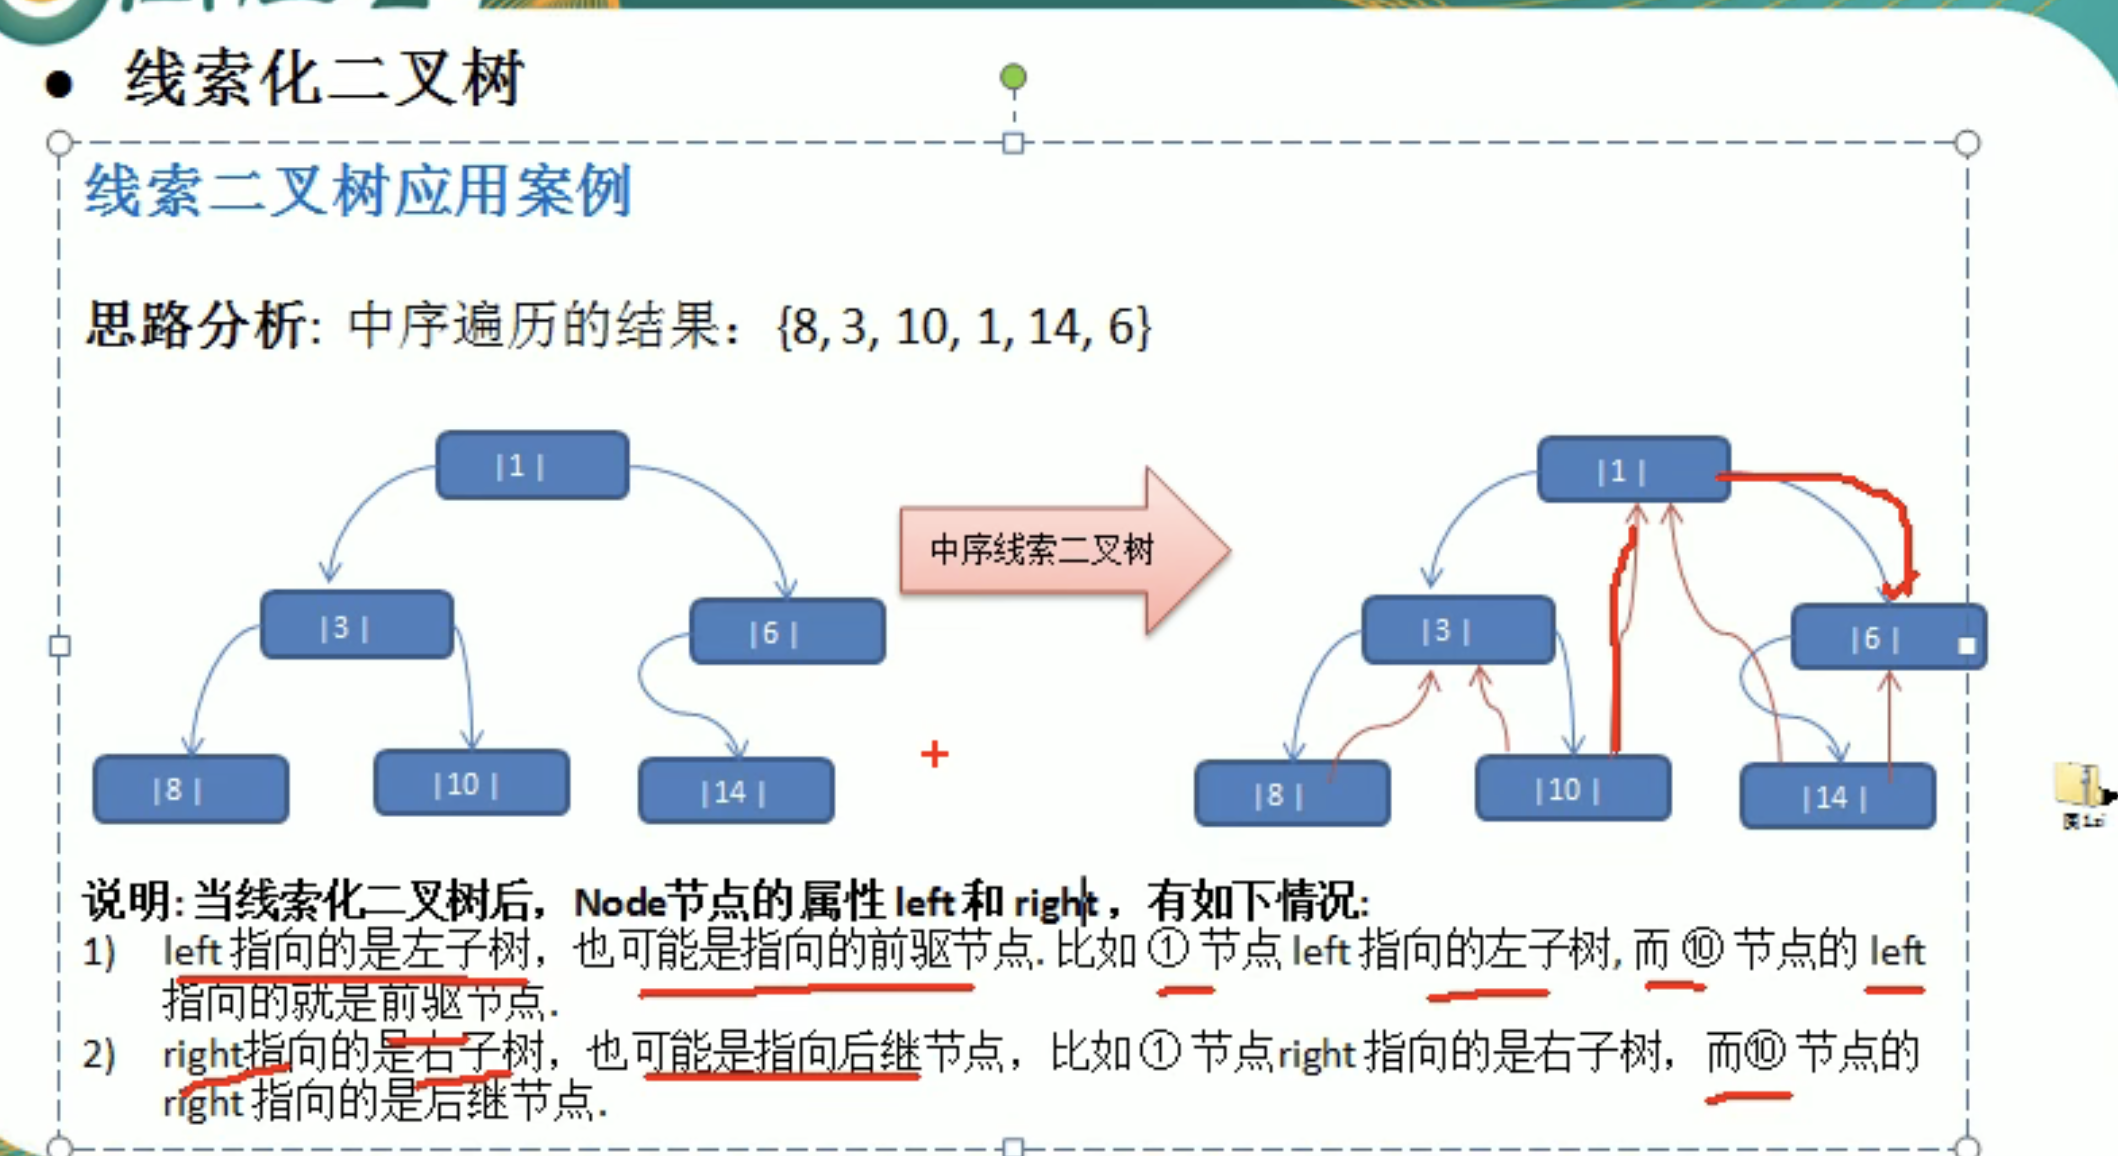 线索化二叉树
线索二叉树应用案例
思路分析: 中序遍历的结果：{8, 3, 10, 1, 14, 6}
|1 |
|3 |
|6 |
|8 |
|10 |
|14 |
中序线索二叉树
|1 |
|3 |
|6 |
|8 |
|10 |
|14 |
说明: 当线索化二叉树后，Node节点的属性 left 和 right ，有如下情况:
1) left 指向的是左子树，也可能是指向的前驱节点. 比如 ① 节点 left 指向的左子树, 而 ⑩ 节点的 left
指向的就是前驱节点.
2) right指向的是右子树，也可能是指向后继节点，比如 ① 节点right 指向的是右子树，而⑩ 节点的
right 指向的是后继节点.